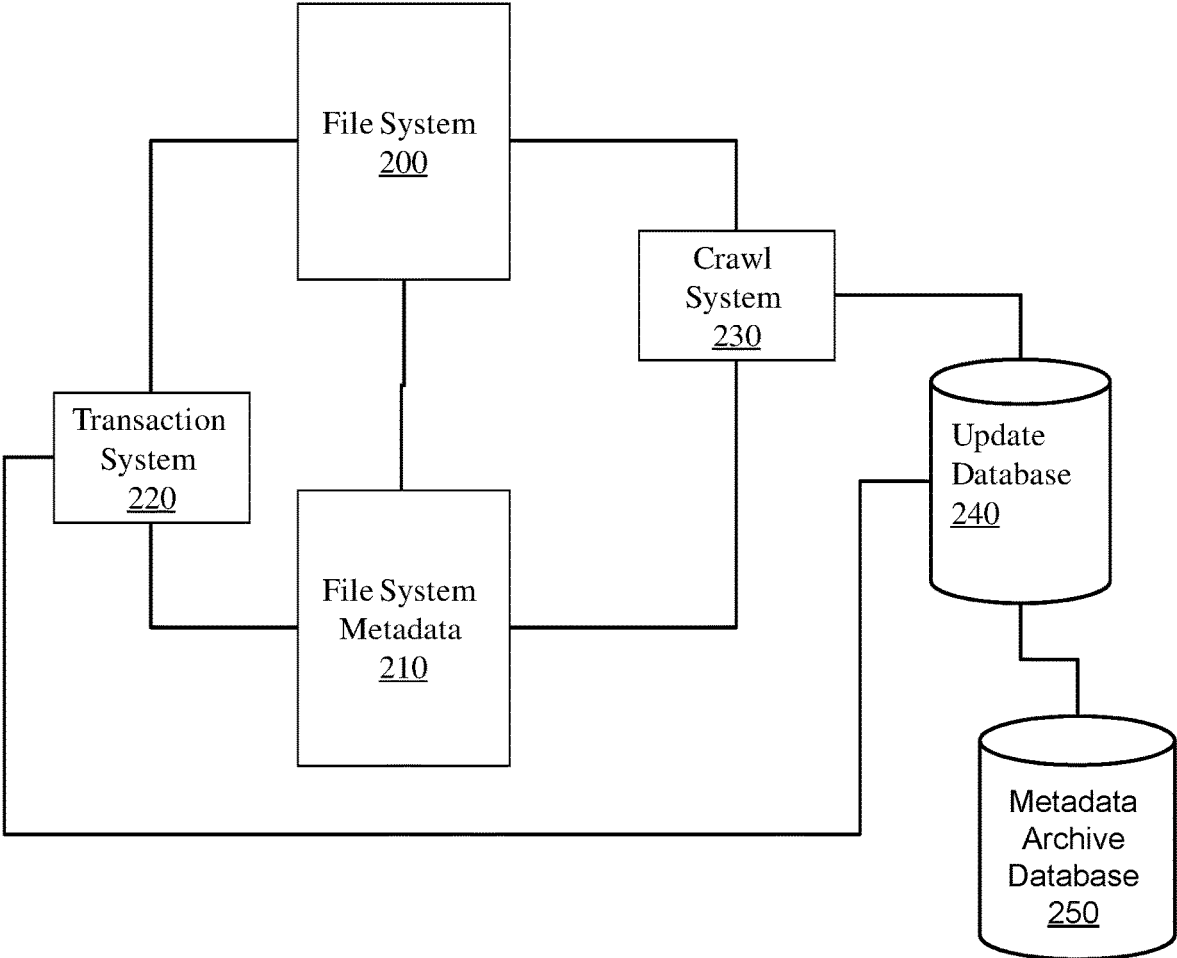 File System
200
Crawl
System
230
Transaction
System
220
Update
Database
240
File System
Metadata
210
Metadata
Archive
Database
250